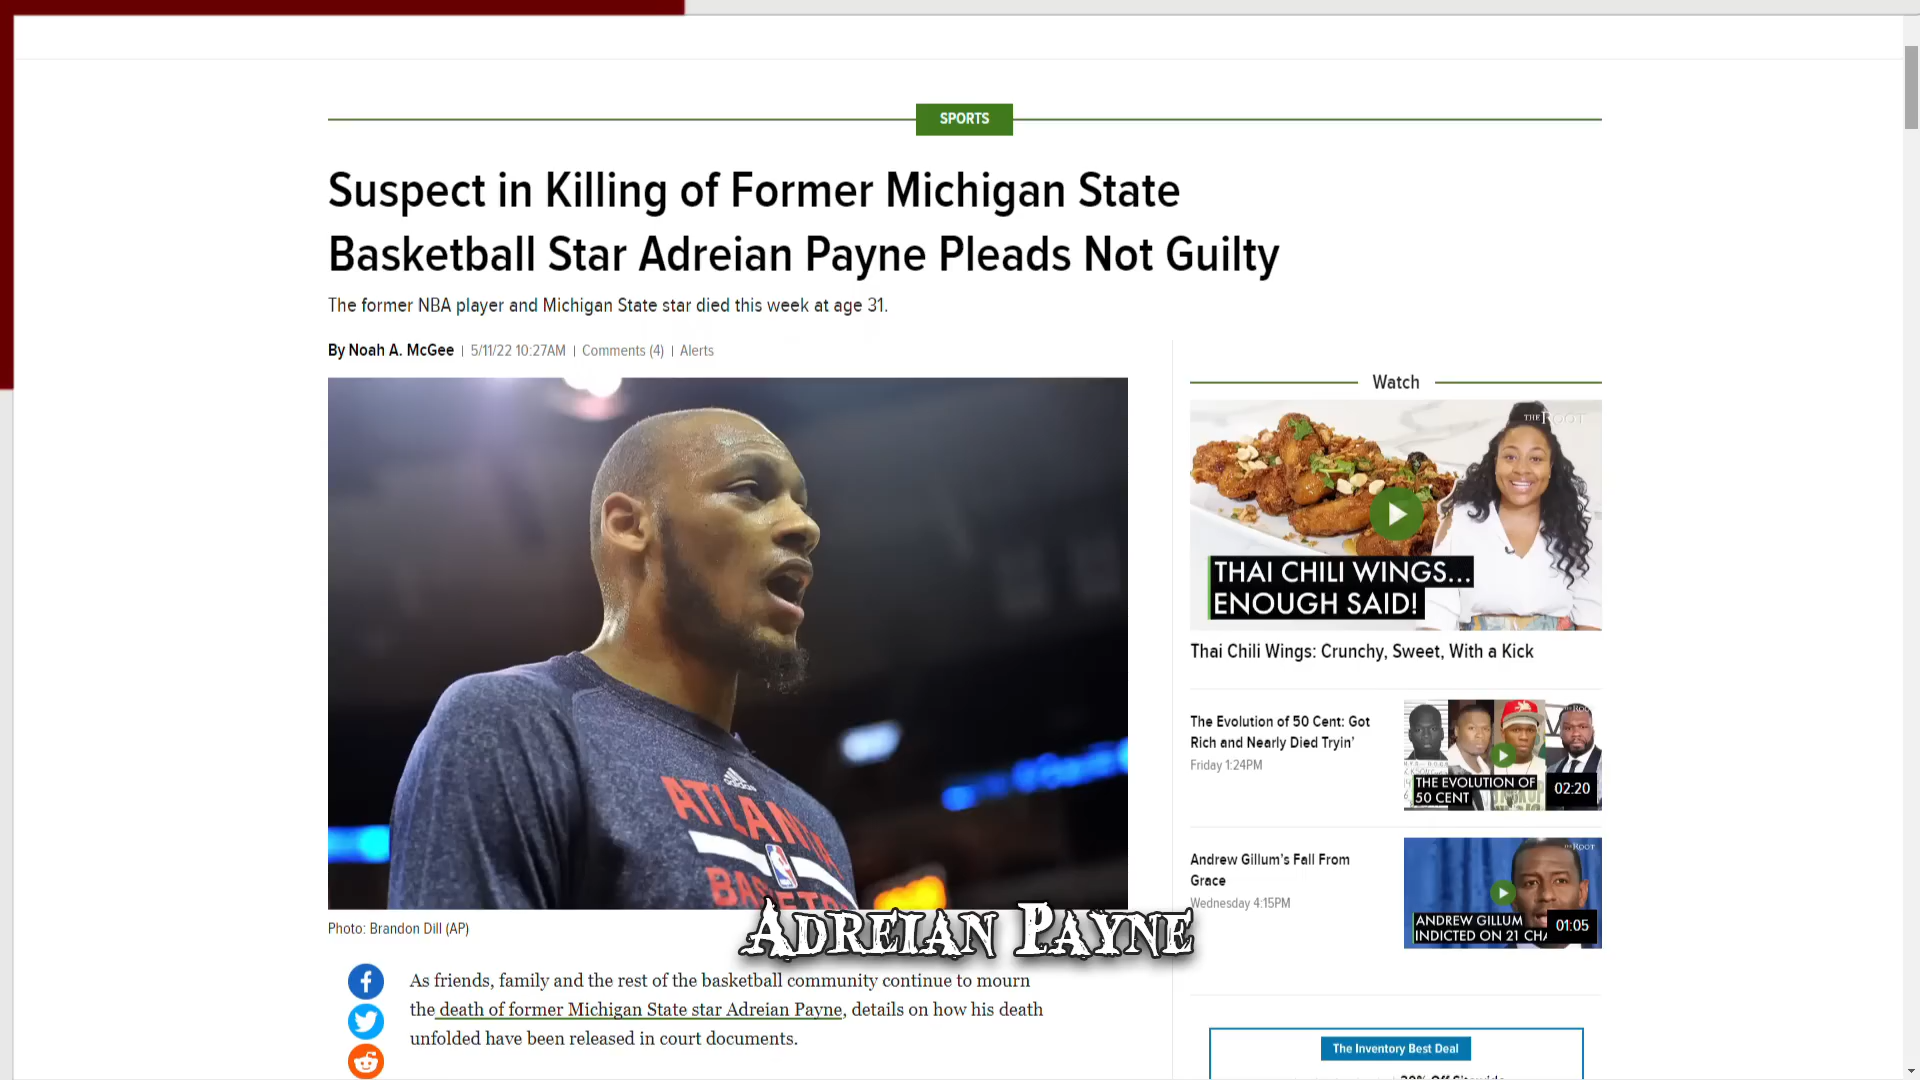 SPORTS
Suspect in Killing of Former Michigan State
Basketball Star Adreian Payne Pleads Not Guilty
The former NBA player and Michigan State star died this week at age 31.
By Noah A. McGee | 5/11/22 10:27AM | Comments (4) | Alerts
ATLANTA
Photo: Brandon Dill (AP)
ADREIAN PAYNE
As friends, family and the rest of the basketball community continue to mourn
the death of former Michigan State star Adreian Payne, details on how his death
unfolded have been released in court documents.
Watch
THE ROOT
THAI CHILI WINGS...
ENOUGH SAID!
Thai Chili Wings: Crunchy, Sweet, With a Kick
The Evolution of 50 Cent: Got
Rich and Nearly Died Tryin'
Friday 1:24PM
THE EVOLUTION OF
50 CENT
02:20
Andrew Gillum's Fall From
Grace
Wednesday 4:15PM
THE ROOT
ANDREW GILLUM
INDICTED ON 21 CHA
01:05
The Inventory Best Deal